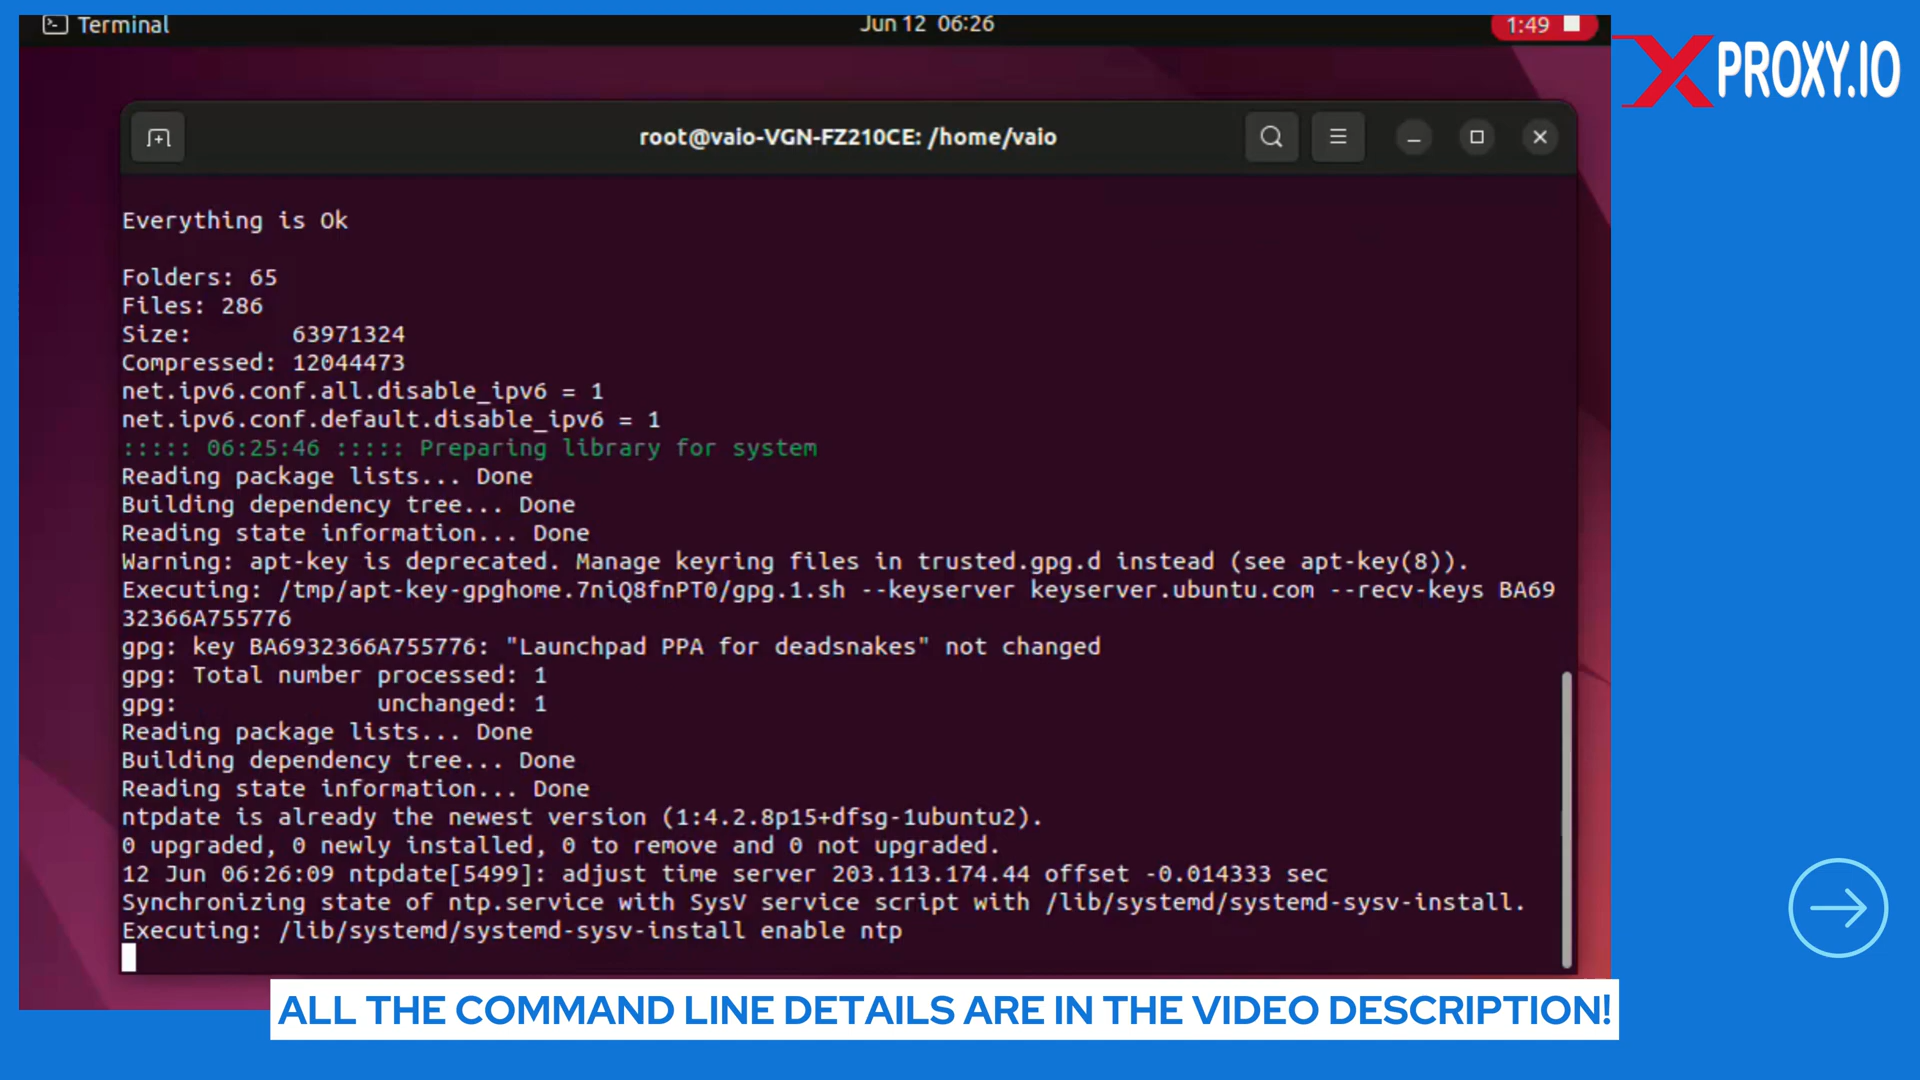 Terminal
Jun 12 06:26
1:49
XPROXY.IO
root@vaio-VGN-FZ210CE: /home/vaio
Everything is Ok
Folders: 65
Files: 286
Size:       63971324
Compressed: 12044473
net.ipv6.conf.all.disable_ipv6 = 1
net.ipv6.conf.default.disable_ipv6 = 1
::::: 06:25:46 ::::: Preparing library for system
Reading package lists... Done
Building dependency tree... Done
Reading state information... Done
Warning: apt-key is deprecated. Manage keyring files in trusted.gpg.d instead (see apt-key(8)).
Executing: /tmp/apt-key-gpghome.7niQ8fnPT0/gpg.1.sh --keyserver keyserver.ubuntu.com --recv-keys BA69
32366A755776
gpg: key BA6932366A755776: "Launchpad PPA for deadsnakes" not changed
gpg: Total number processed: 1
gpg:              unchanged: 1
Reading package lists... Done
Building dependency tree... Done
Reading state information... Done
ntpdate is already the newest version (1:4.2.8p15+dfsg-1ubuntu2).
0 upgraded, 0 newly installed, 0 to remove and 0 not upgraded.
12 Jun 06:26:09 ntpdate[5499]: adjust time server 203.113.174.44 offset -0.014333 sec
Synchronizing state of ntp.service with SysV service script with /lib/systemd/systemd-sysv-install.
Executing: /lib/systemd/systemd-sysv-install enable ntp
ALL THE COMMAND LINE DETAILS ARE IN THE VIDEO DESCRIPTION!